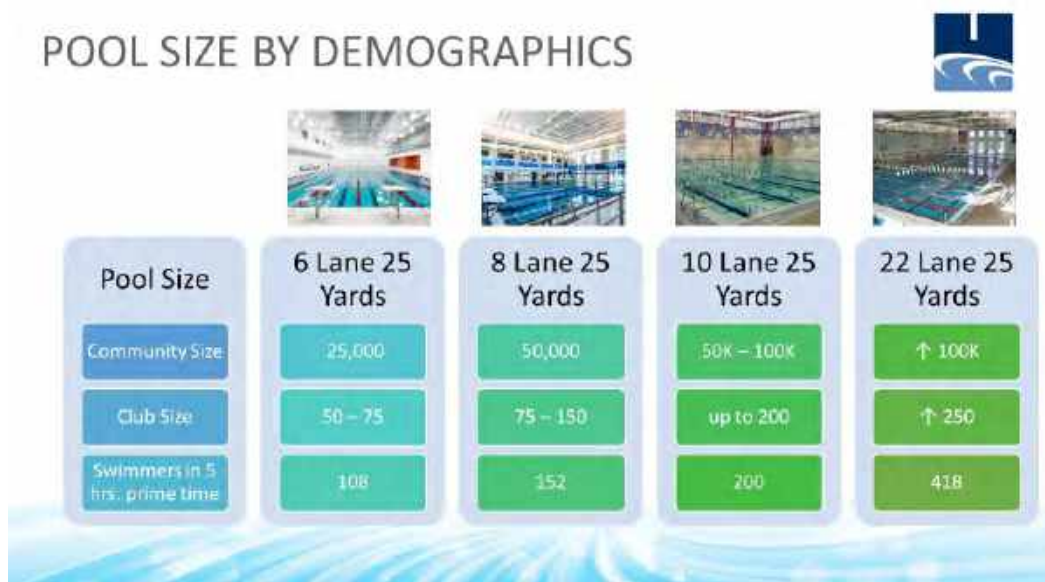 POOL SIZE BY DEMOGRAPHICS
Pool Size
6 Lane 25
Yards
8 Lane 25
Yards
10 Lane 25
Yards
22 Lane 25
Yards
Community Size
25,000
50,000
50K – 100K
↑ 100K
Club Size
50 – 75
75 – 150
up to 200
↑ 250
Swimmers in 5
hrs. prime time
108
152
200
418